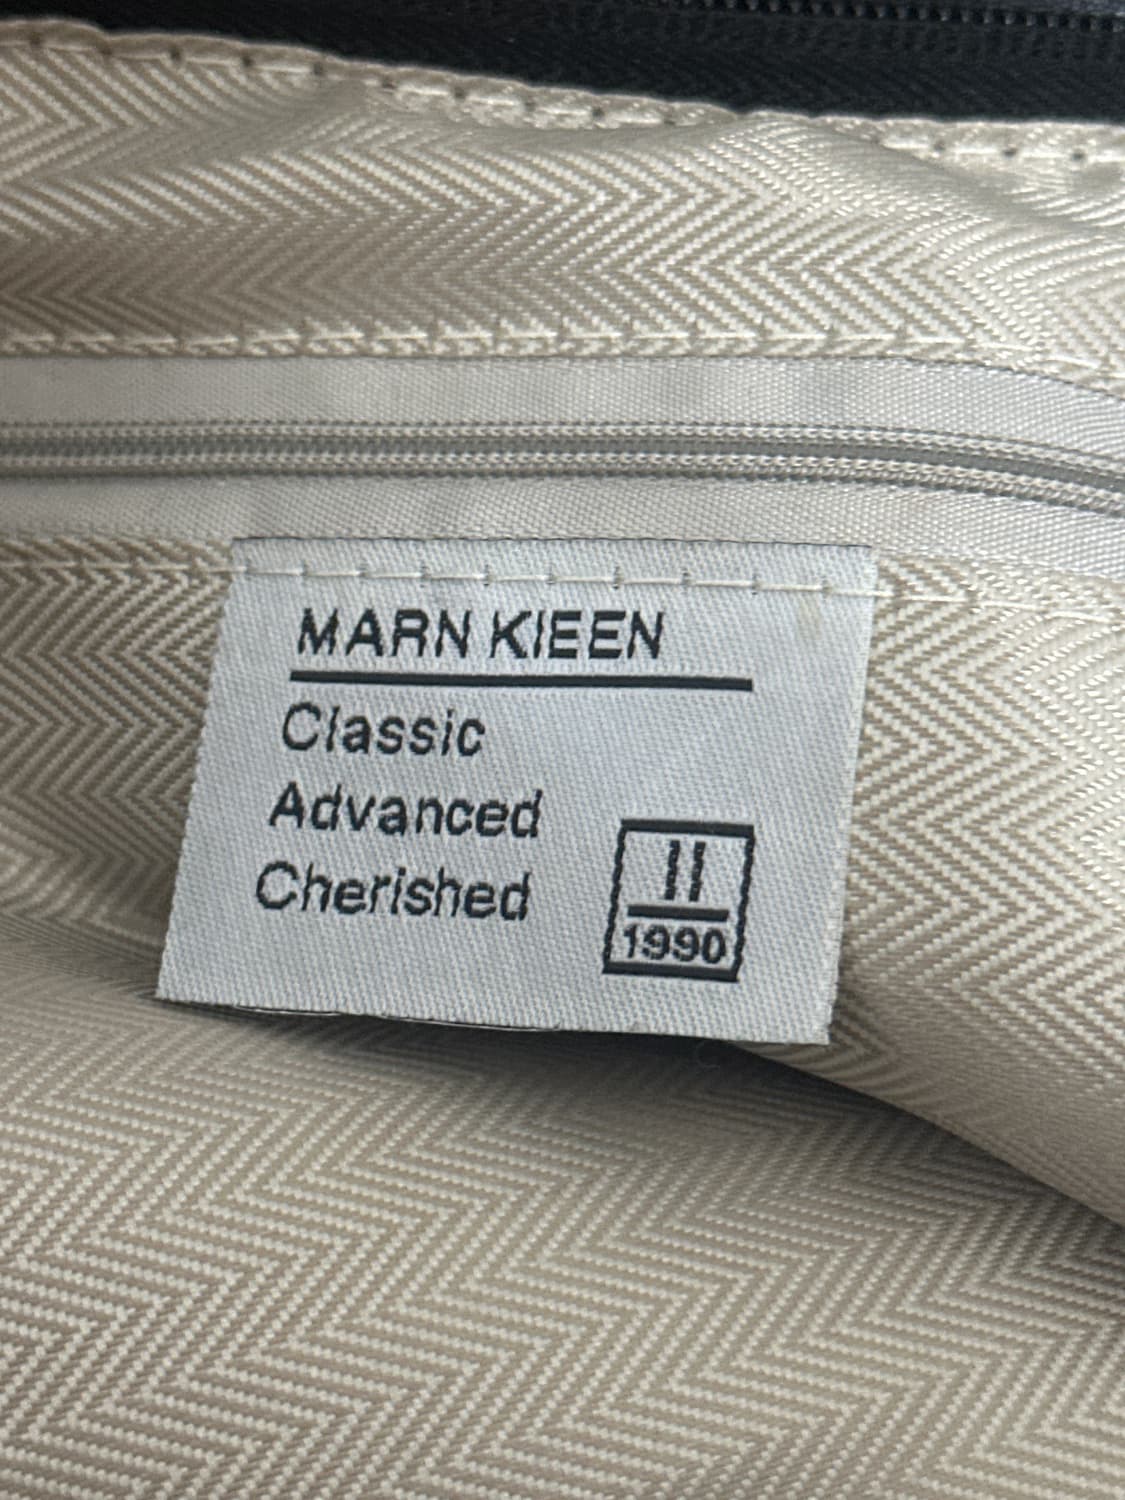 MARN KIEEN
Classic
Advanced
Cherished
II
1990